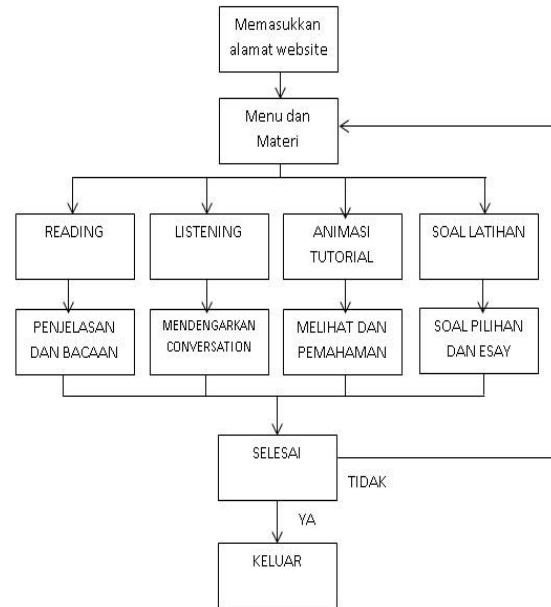 Memasukkan
alamat website
Menu dan
Materi
READING
LISTENING
ANIMASI
TUTORIAL
SOAL LATIHAN
PENJELASAN
DAN BACAAN
MENDENGARKAN
CONVERSATION
MELIHAT DAN
PEMAHAMAN
SOAL PILIHAN
DAN ESAY
SELESAI
TIDAK
YA
KELUAR